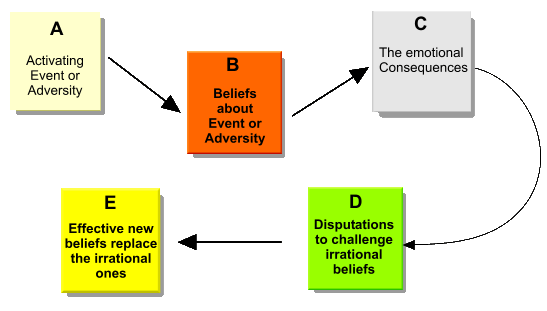 A
Activating
Event or
Adversity
B
Beliefs
about
Event or
Adversity
C
The emotional
Consequences
D
Disputations
to challenge
irrational
beliefs
E
Effective new
beliefs replace
the irrational
ones